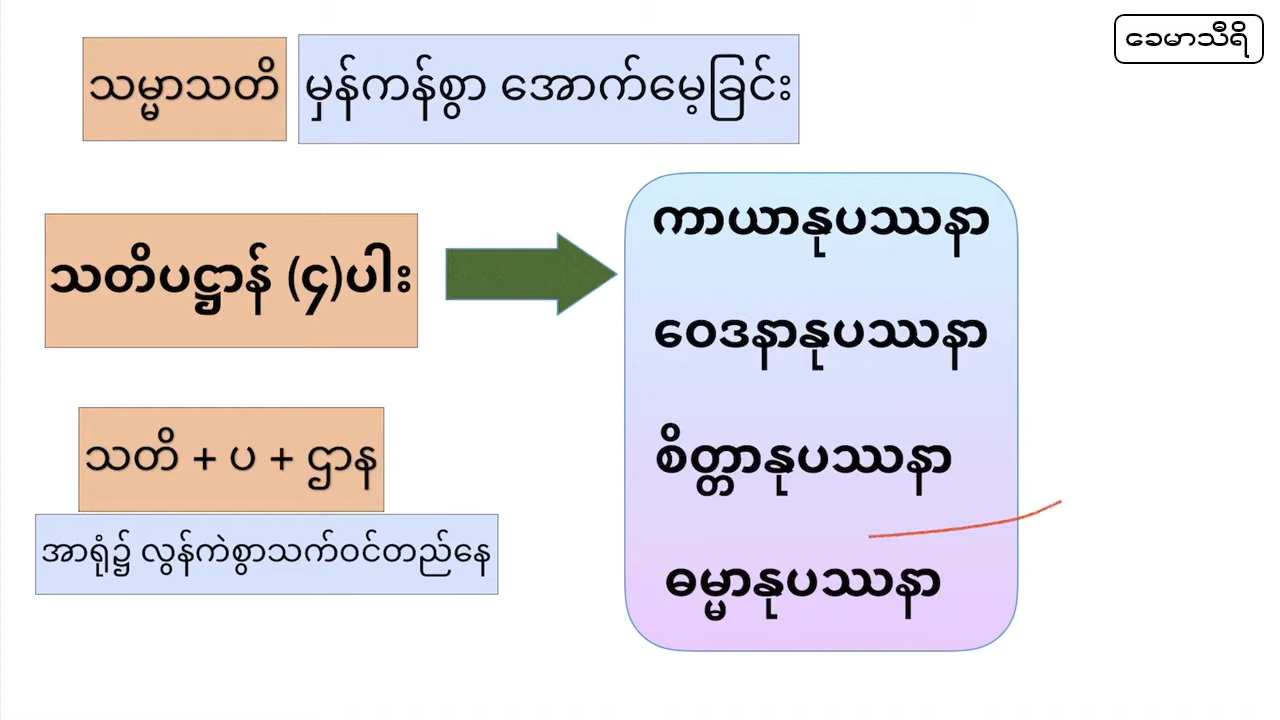 ခေမာသီရိ
သမ္မာသတိ
မှန်ကန်စွာ အောက်မေ့ခြင်း
သတိပဋ္ဌာန် (၄)ပါး
ကာယာနုပဿနာ
ဝေဒနာနုပဿနာ
စိတ္တာနုပဿနာ
ဓမ္မာနုပဿနာ
သတိ + ပ + ဌာန
အာရုံ၌ လွန်ကဲစွာသက်ဝင်တည်နေ